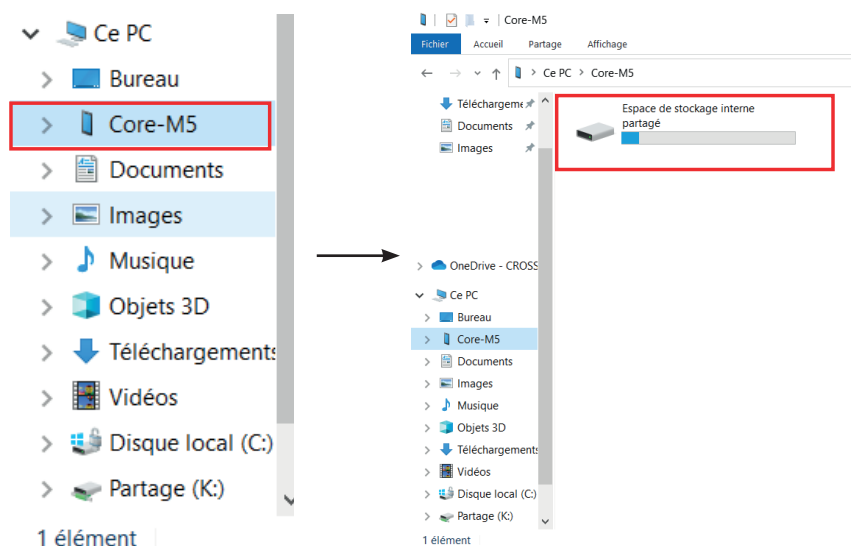 Ce PC
Bureau
Core-M5
Documents
Images
Musique
Objets 3D
Téléchargements
Vidéos
Disque local (C:)
Partage (K:)
1 élément
Core-M5
Fichier Accueil Partage Affichage
Ce PC > Core-M5
Téléchargeme
Documents
Images
Espace de stockage interne
partagé
OneDrive - CROSS
Ce PC
Bureau
Core-M5
Documents
Images
Musique
Objets 3D
Téléchargements
Vidéos
Disque local (C:)
Partage (K:)
1 élément